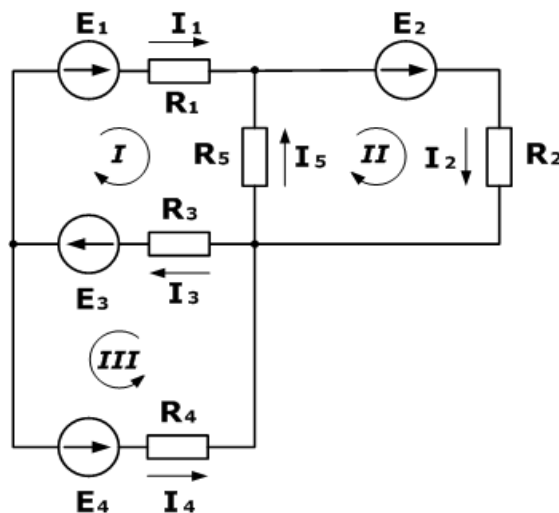 E₁ I₁ E₂
R₁
I R₅ I₅ II I₂ R₂
R₃
E₃ I₃
III
R₄
E₄ I₄